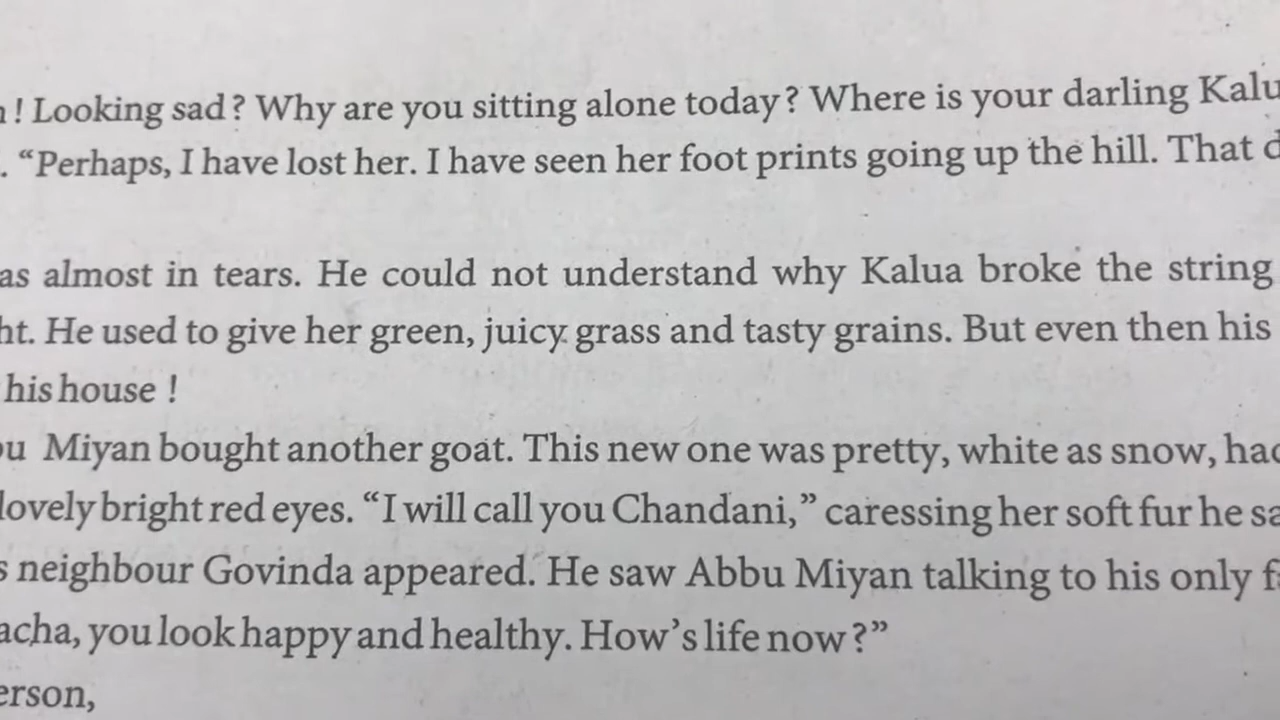 ! Looking sad? Why are you sitting alone today? Where is your darling Kalu
. “Perhaps, I have lost her. I have seen her foot prints going up the hill. That
as almost in tears. He could not understand why Kalua broke the string
ht. He used to give her green, juicy grass and tasty grains. But even then his
his house !
Miyan bought another goat. This new one was pretty, white as snow, had
lovely bright red eyes. “I will call you Chandani,” caressing her soft fur he sa
s neighbour Govinda appeared. He saw Abbu Miyan talking to his only
acha, you look happy and healthy. How’s life now?”
erson,